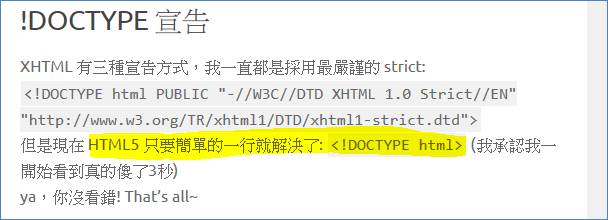 !DOCTYPE 宣告
XHTML 有三種宣告方式，我一直都是採用最嚴謹的 strict:
<!DOCTYPE html PUBLIC "-//W3C//DTD XHTML 1.0 Strict//EN"
"http://www.w3.org/TR/xhtml1/DTD/xhtml1-strict.dtd">
但是現在 HTML5 只要簡單的一行就解決了: <!DOCTYPE html> (我承認我一
開始看到真的傻了3秒)
ya，你沒看錯! That's all~